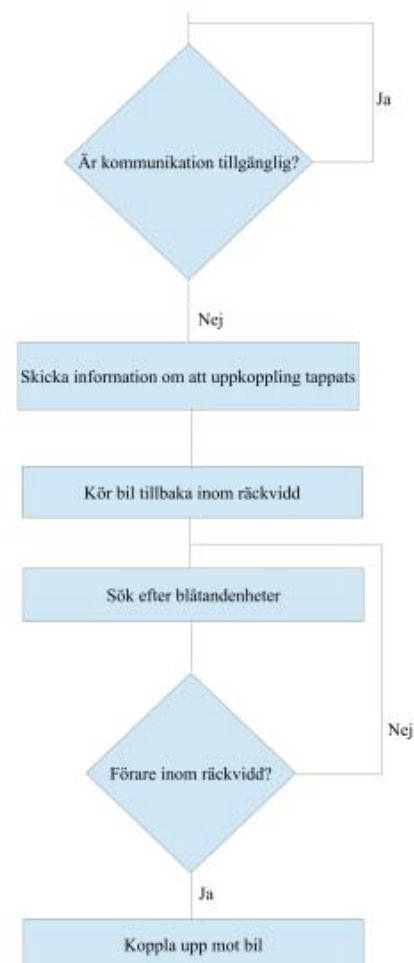 Ja
Är kommunikation tillgänglig?
Nej
Skicka information om att uppkoppling tappats
Kör bil tillbaka inom räckvidd
Sök efter blåtandenheter
Nej
Förare inom räckvidd?
Ja
Koppla upp mot bil